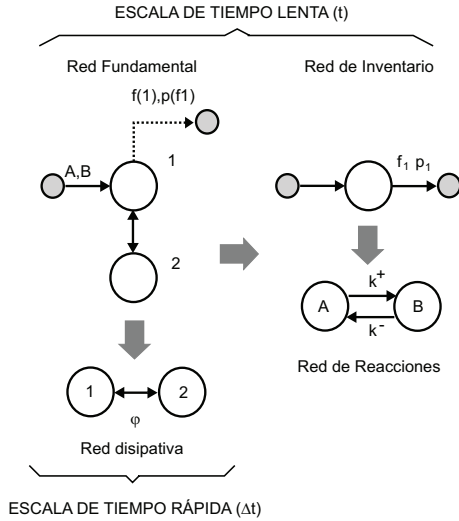 ESCALA DE TIEMPO LENTA (t)
Red Fundamental
Red de Inventario
f(1),p(f1)
A,B
1
2
f₁ p₁
k⁺
A
B
k⁻
Red de Reacciones
1
2
φ
Red disipativa
ESCALA DE TIEMPO RÁPIDA (Δt)